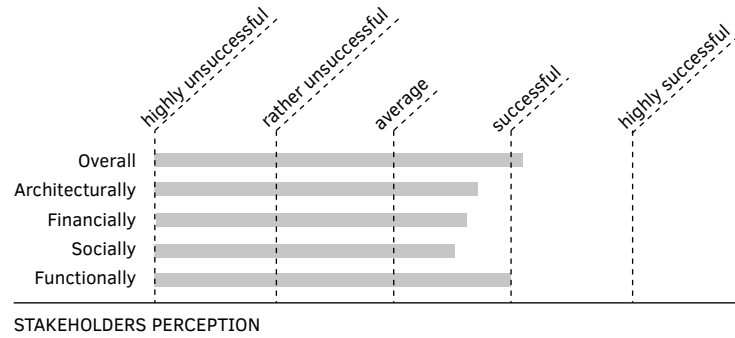 highly unsuccessful
rather unsuccessful
average
successful
highly successful
Overall
Architecturally
Financially
Socially
Functionally
STAKEHOLDERS PERCEPTION